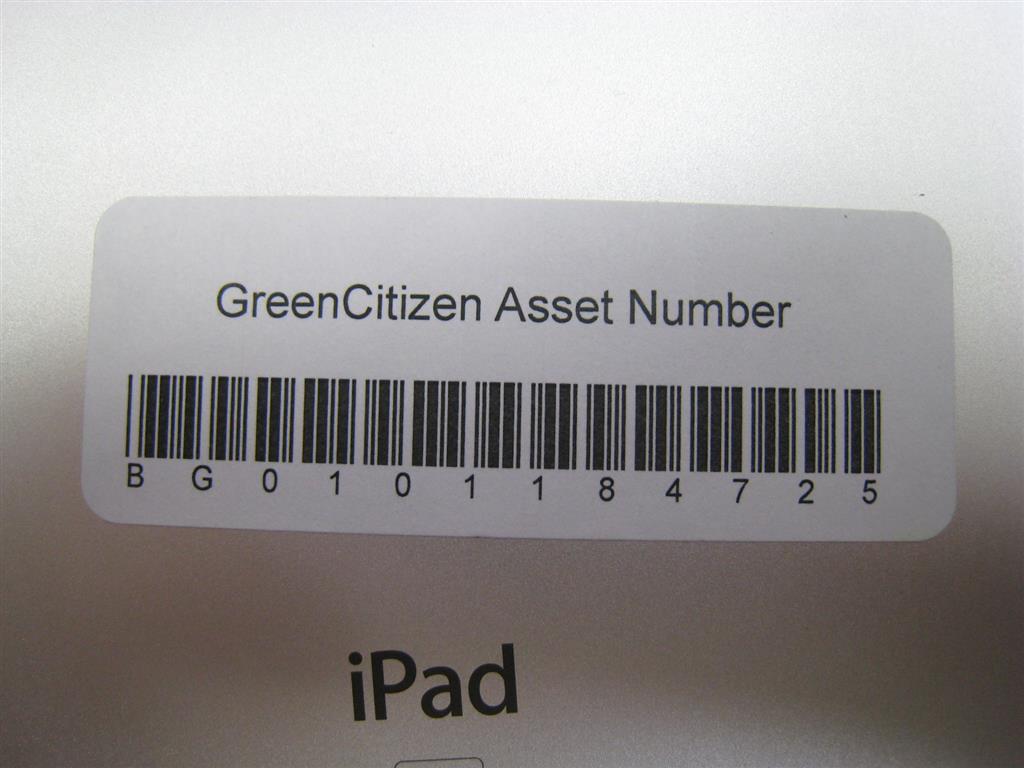 GreenCitizen Asset Number
BG0101184725
iPad